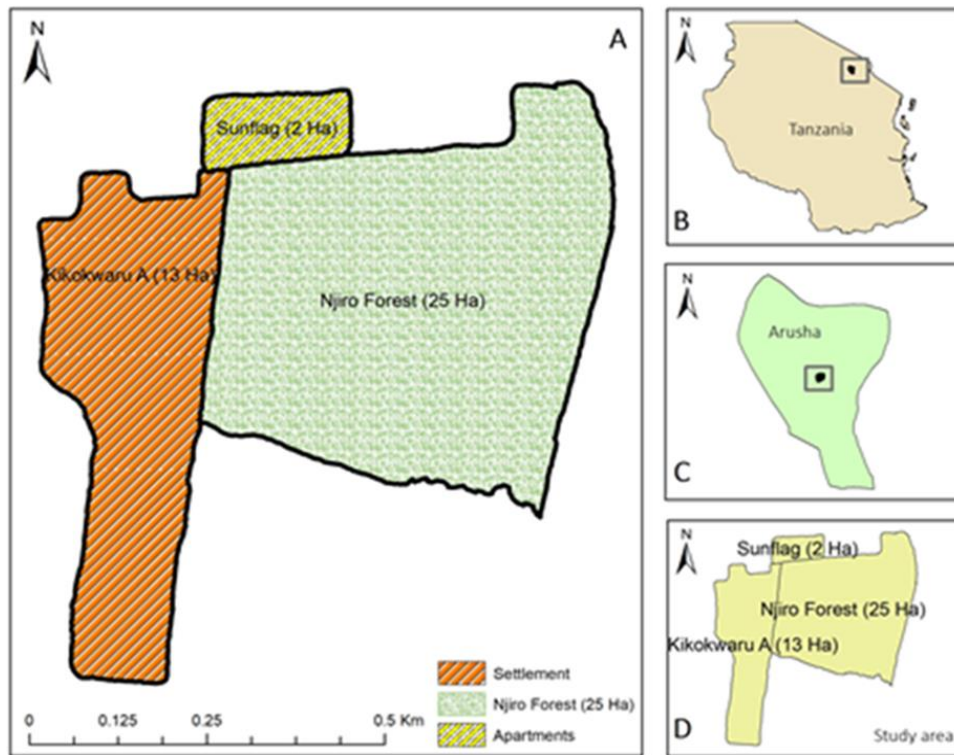 N
A
Sunflag (2 Ha)
Kikokwaru A (13 Ha)
Njiro Forest (25 Ha)
Settlement
Njiro Forest (25 Ha)
Apartments
0 0.125 0.25 0.5 Km
N
Tanzania
B
N
Arusha
C
N
Sunflag (2 Ha)
Njiro Forest (25 Ha)
Kikokwaru A (13 Ha)
D
Study area